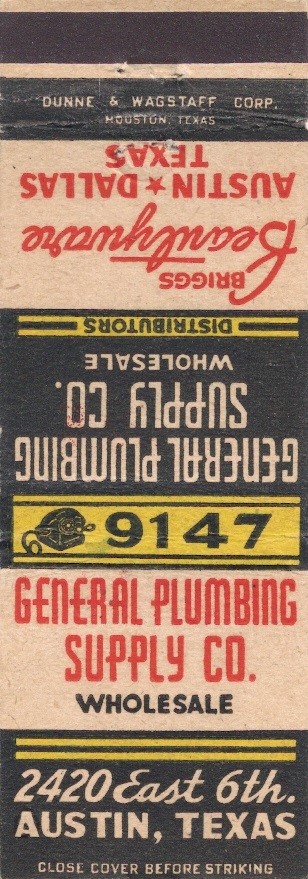 DUNNE & WAGSTAFF CORP.
HOUSTON, TEXAS
BRIGGS
Beautyware
AUSTIN ★ DALLAS
TEXAS
GENERAL PLUMBING
SUPPLY CO.
WHOLESALE
DISTRIBUTORS
9147
GENERAL PLUMBING
SUPPLY CO.
WHOLESALE
2420 East 6th.
AUSTIN, TEXAS
CLOSE COVER BEFORE STRIKING